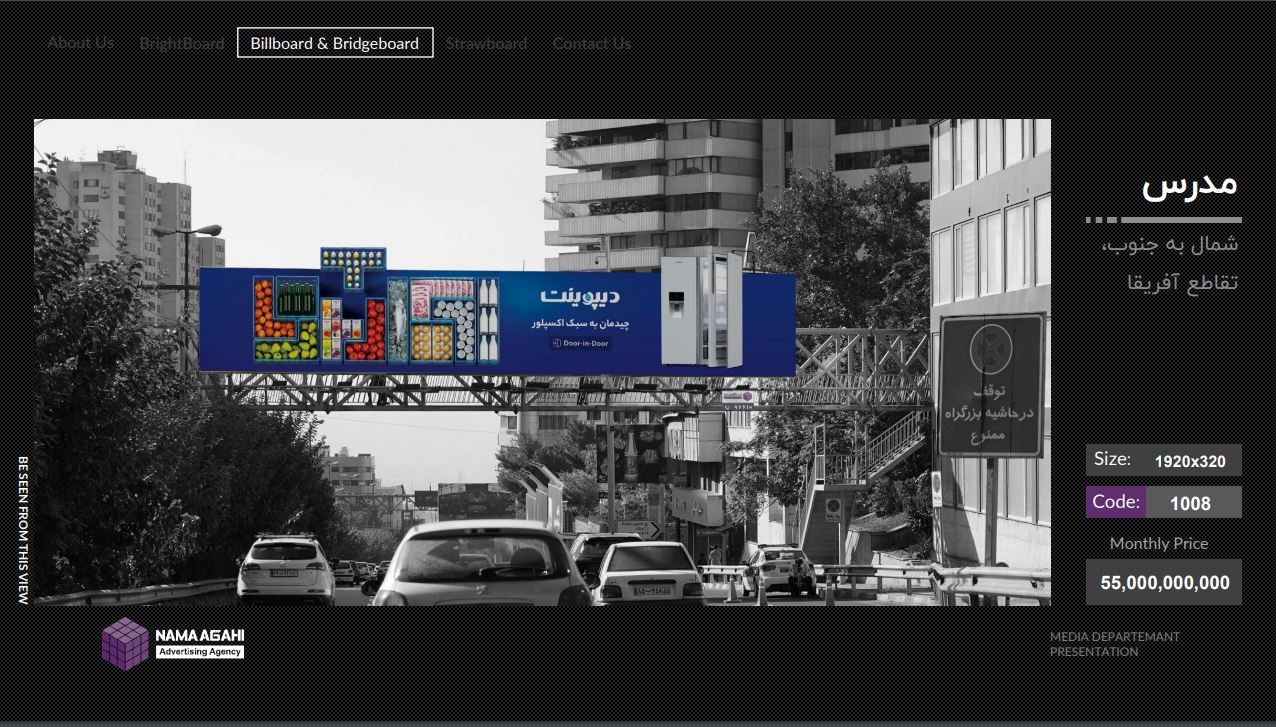 About Us
BrightBoard
Billboard & Bridgeboard
Strawboard
Contact Us
مدرس
شمال به جنوب،
تقاطع آفریقا
دیپوینت
چیدمان به سبک اکسپلور
Door-in-Door
توقف
در حاشیه بزرگراه
ممنوع
BE SEEN FROM THIS VIEW
Size: 1920x320
Code: 1008
Monthly Price
55,000,000,000
NAMA AGAHI
Advertising Agency
MEDIA DEPARTEMANT
PRESENTATION